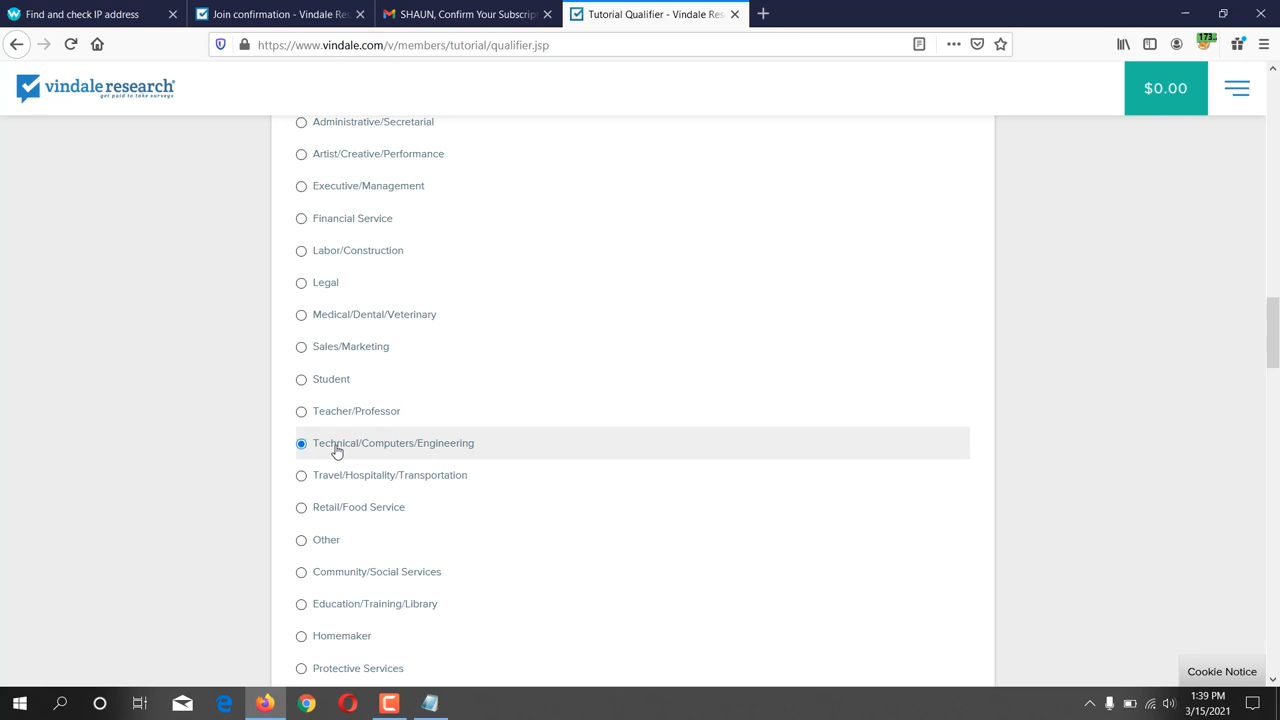 Find and check IP address
Join confirmation - Vindale Re
SHAUN, Confirm Your Subscript
Tutorial Qualifier - Vindale Res
https://www.vindale.com/v/members/tutorial/qualifier.jsp
173..
vindale research
get paid to take surveys
$0.00
Administrative/Secretarial
Artist/Creative/Performance
Executive/Management
Financial Service
Labor/Construction
Legal
Medical/Dental/Veterinary
Sales/Marketing
Student
Teacher/Professor
Technical/Computers/Engineering
Travel/Hospitality/Transportation
Retail/Food Service
Other
Community/Social Services
Education/Training/Library
Homemaker
Protective Services
Cookie Notice
1:39 PM
3/15/2021